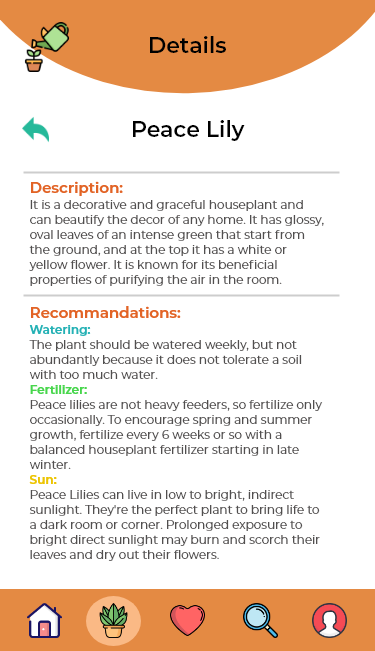 Details
Peace Lily
Description:
It is a decorative and graceful houseplant and
can beautify the decor of any home. It has glossy,
oval leaves of an intense green that start from
the ground, and at the top it has a white or
yellow flower. It is known for its beneficial
properties of purifying the air in the room.
Recommandations:
Watering:
The plant should be watered weekly, but not
abundantly because it does not tolerate a soil
with too much water.
Fertilizer:
Peace lilies are not heavy feeders, so fertilize only
occasionally. To encourage spring and summer
growth, fertilize every 6 weeks or so with a
balanced houseplant fertilizer starting in late
winter.
Sun:
Peace Lilies can live in low to bright, indirect
sunlight. They're the perfect plant to bring life to
a dark room or corner. Prolonged exposure to
bright direct sunlight may burn and scorch their
leaves and dry out their flowers.